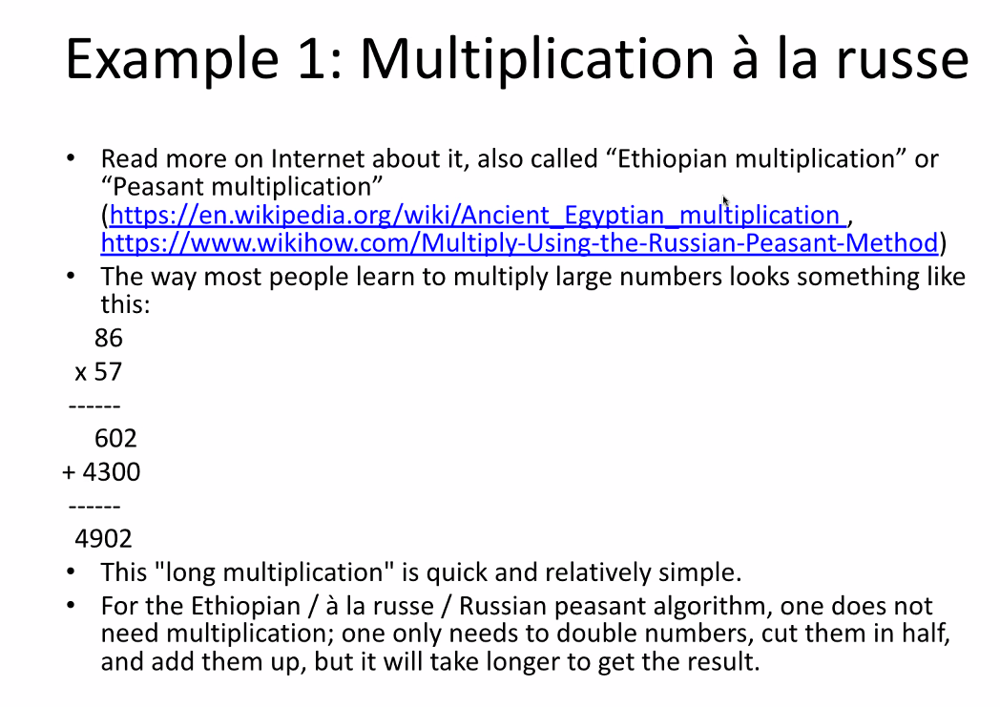 Example 1: Multiplication à la russe
• Read more on Internet about it, also called “Ethiopian multiplication” or
“Peasant multiplication”
(https://en.wikipedia.org/wiki/Ancient_Egyptian_multiplication ,
https://www.wikihow.com/Multiply-Using-the-Russian-Peasant-Method)
• The way most people learn to multiply large numbers looks something like
this:
86
x 57
------
602
+ 4300
------
4902
• This "long multiplication" is quick and relatively simple.
• For the Ethiopian / à la russe / Russian peasant algorithm, one does not
need multiplication; one only needs to double numbers, cut them in half,
and add them up, but it will take longer to get the result.